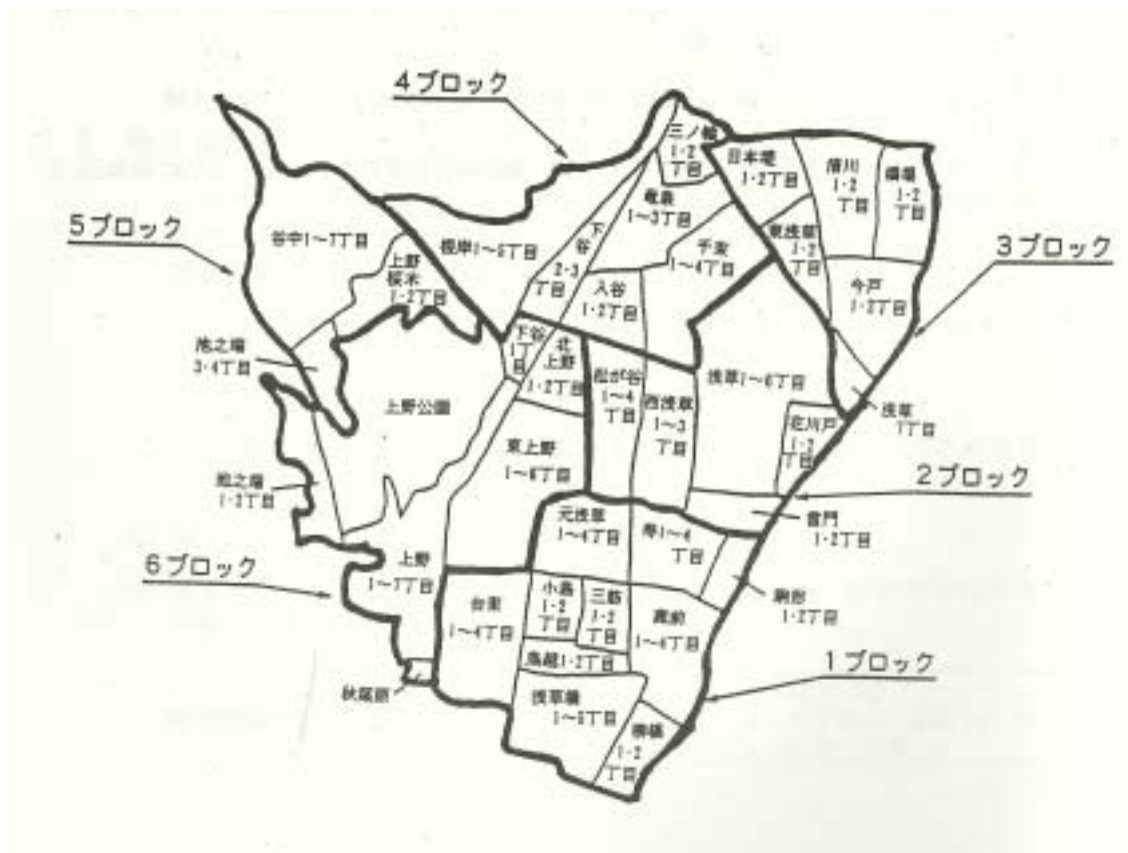 4ブロック
三ノ輪
1・2
丁目
日本堤
1・2丁目
清川
1・2
丁目
橋場
1・2
丁目
竜泉
1〜3丁目
5ブロック
谷中1〜7丁目
根岸1〜5丁目
下谷
2・3
丁目
千束
1〜4丁目
東浅草
1・2
丁目
3ブロック
上野
桜木
1・2丁目
入谷
1・2丁目
今戸
1・2丁目
池之端
3・4丁目
下谷
1丁目
北
上野
1・2丁目
松が谷
1〜4
丁目
西浅草
1〜3
丁目
浅草1〜6丁目
上野公園
花川戸
1・2
丁目
浅草
7丁目
東上野
1〜6丁目
池之端
1・2丁目
2ブロック
雷門
1・2丁目
元浅草
1〜4丁目
寿1〜4
丁目
6ブロック
上野
1〜7丁目
台東
1〜4丁目
小島
1・2
丁目
三筋
1・2
丁目
蔵前
1〜4丁目
駒形
1・2丁目
鳥越1・2丁目
1ブロック
秋葉原
浅草橋
1〜5丁目
柳橋
1・2
丁目